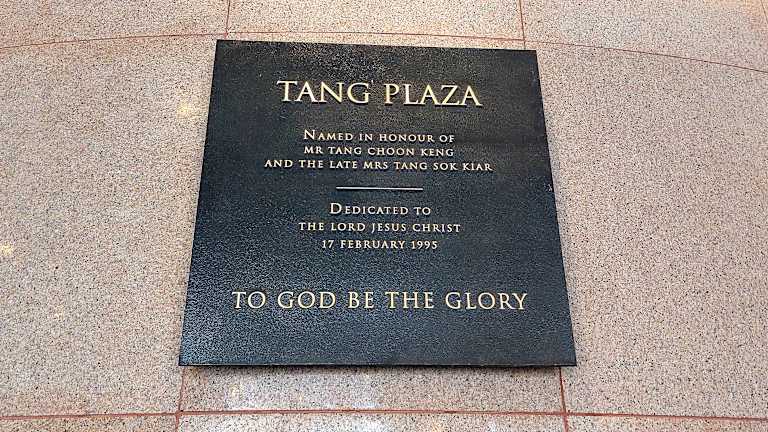 TANG PLAZA
NAMED IN HONOUR OF
MR TANG CHOON KENG
AND THE LATE MRS TANG SOK KIAR
DEDICATED TO
THE LORD JESUS CHRIST
17 FEBRUARY 1995
TO GOD BE THE GLORY